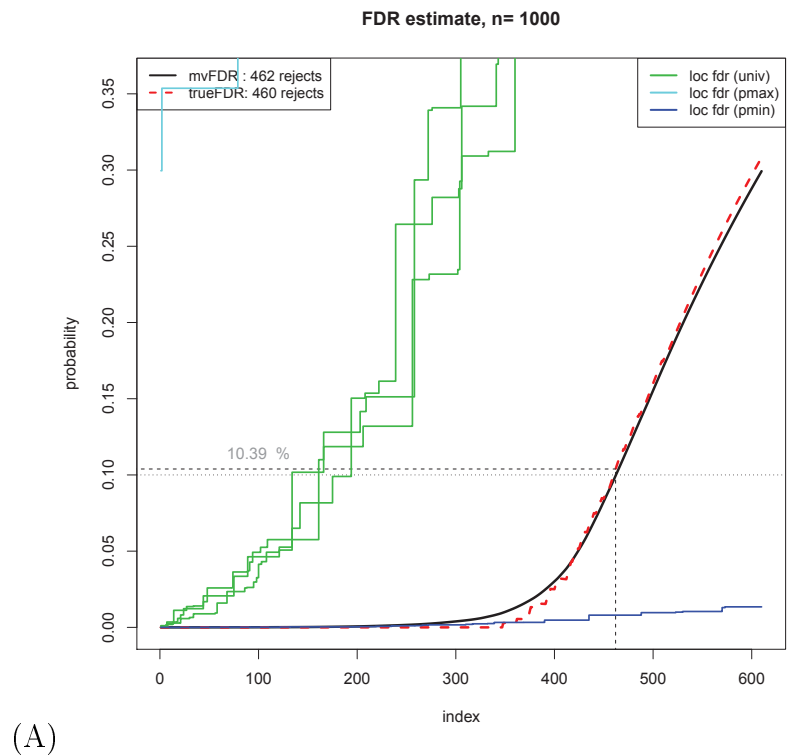 FDR estimate, n= 1000
mvFDR : 462 rejects
trueFDR: 460 rejects
loc fdr (univ)
loc fdr (pmax)
loc fdr (pmin)
0.35
0.30
0.25
0.20
0.15
0.10
0.05
0.00
probability
10.39 %
0
100
200
300
400
500
600
index
(A)